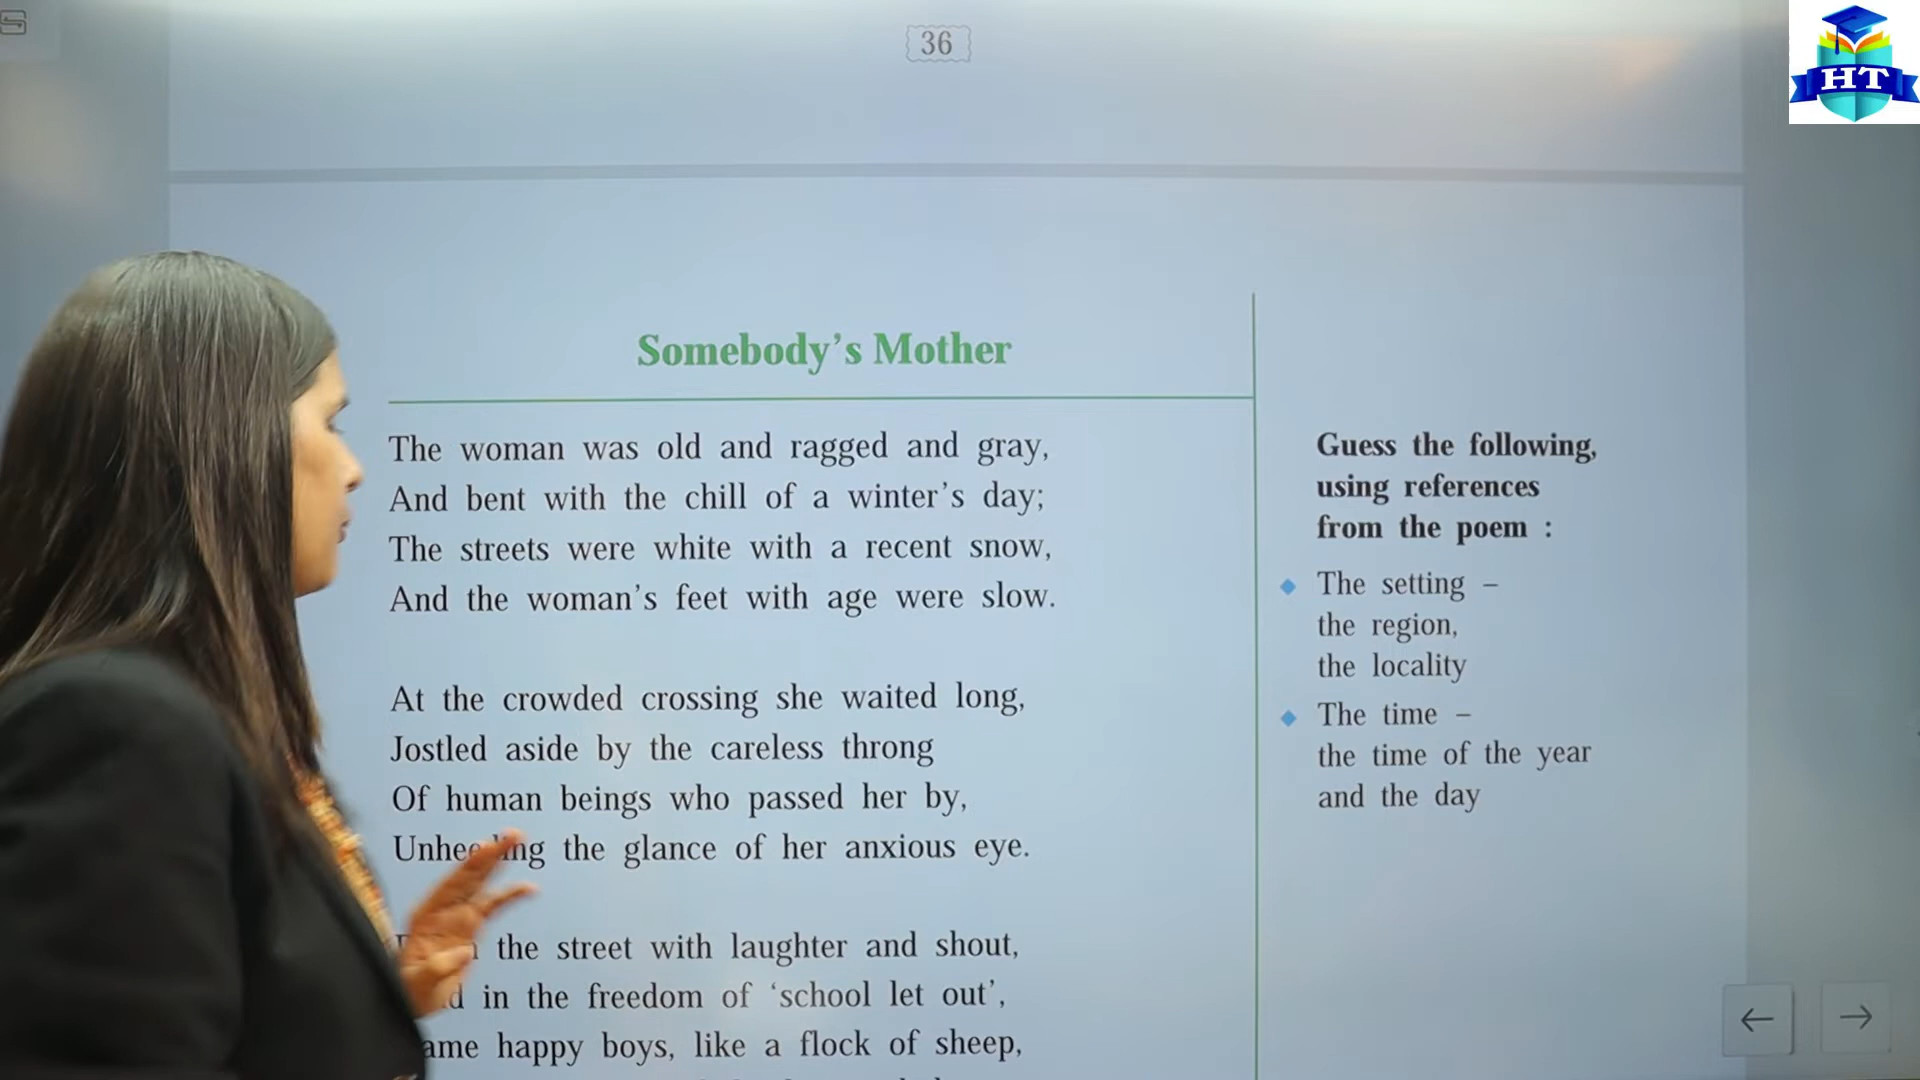 36
HT
Somebody's Mother
The woman was old and ragged and gray,
And bent with the chill of a winter's day;
The streets were white with a recent snow,
And the woman's feet with age were slow.
At the crowded crossing she waited long,
Jostled aside by the careless throng
Of human beings who passed her by,
Unheeding the glance of her anxious eye.
the street with laughter and shout,
in the freedom of ‘school let out’,
happy boys, like a flock of sheep,
Guess the following,
using references
from the poem :
The setting –
the region,
the locality
The time –
the time of the year
and the day